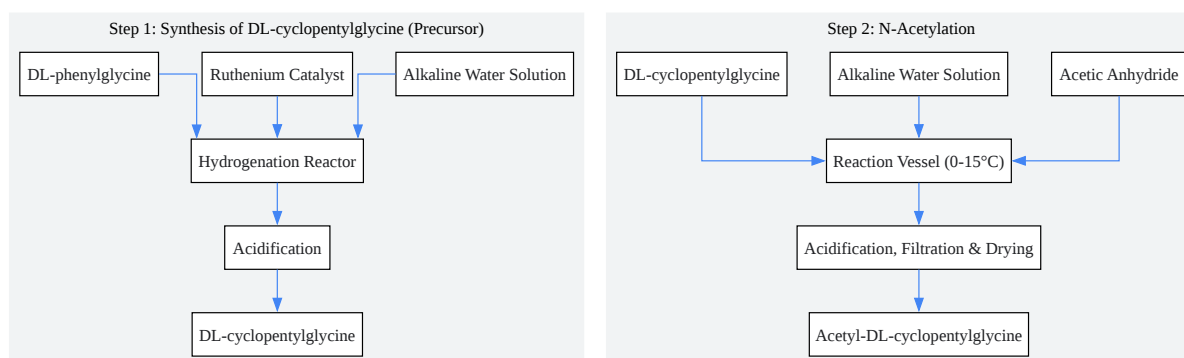 Step 1: Synthesis of DL-cyclopentylglycine (Precursor)
DL-phenylglycine
Ruthenium Catalyst
Alkaline Water Solution
Hydrogenation Reactor
Acidification
DL-cyclopentylglycine
Step 2: N-Acetylation
DL-cyclopentylglycine
Alkaline Water Solution
Acetic Anhydride
Reaction Vessel (0-15°C)
Acidification, Filtration & Drying
Acetyl-DL-cyclopentylglycine